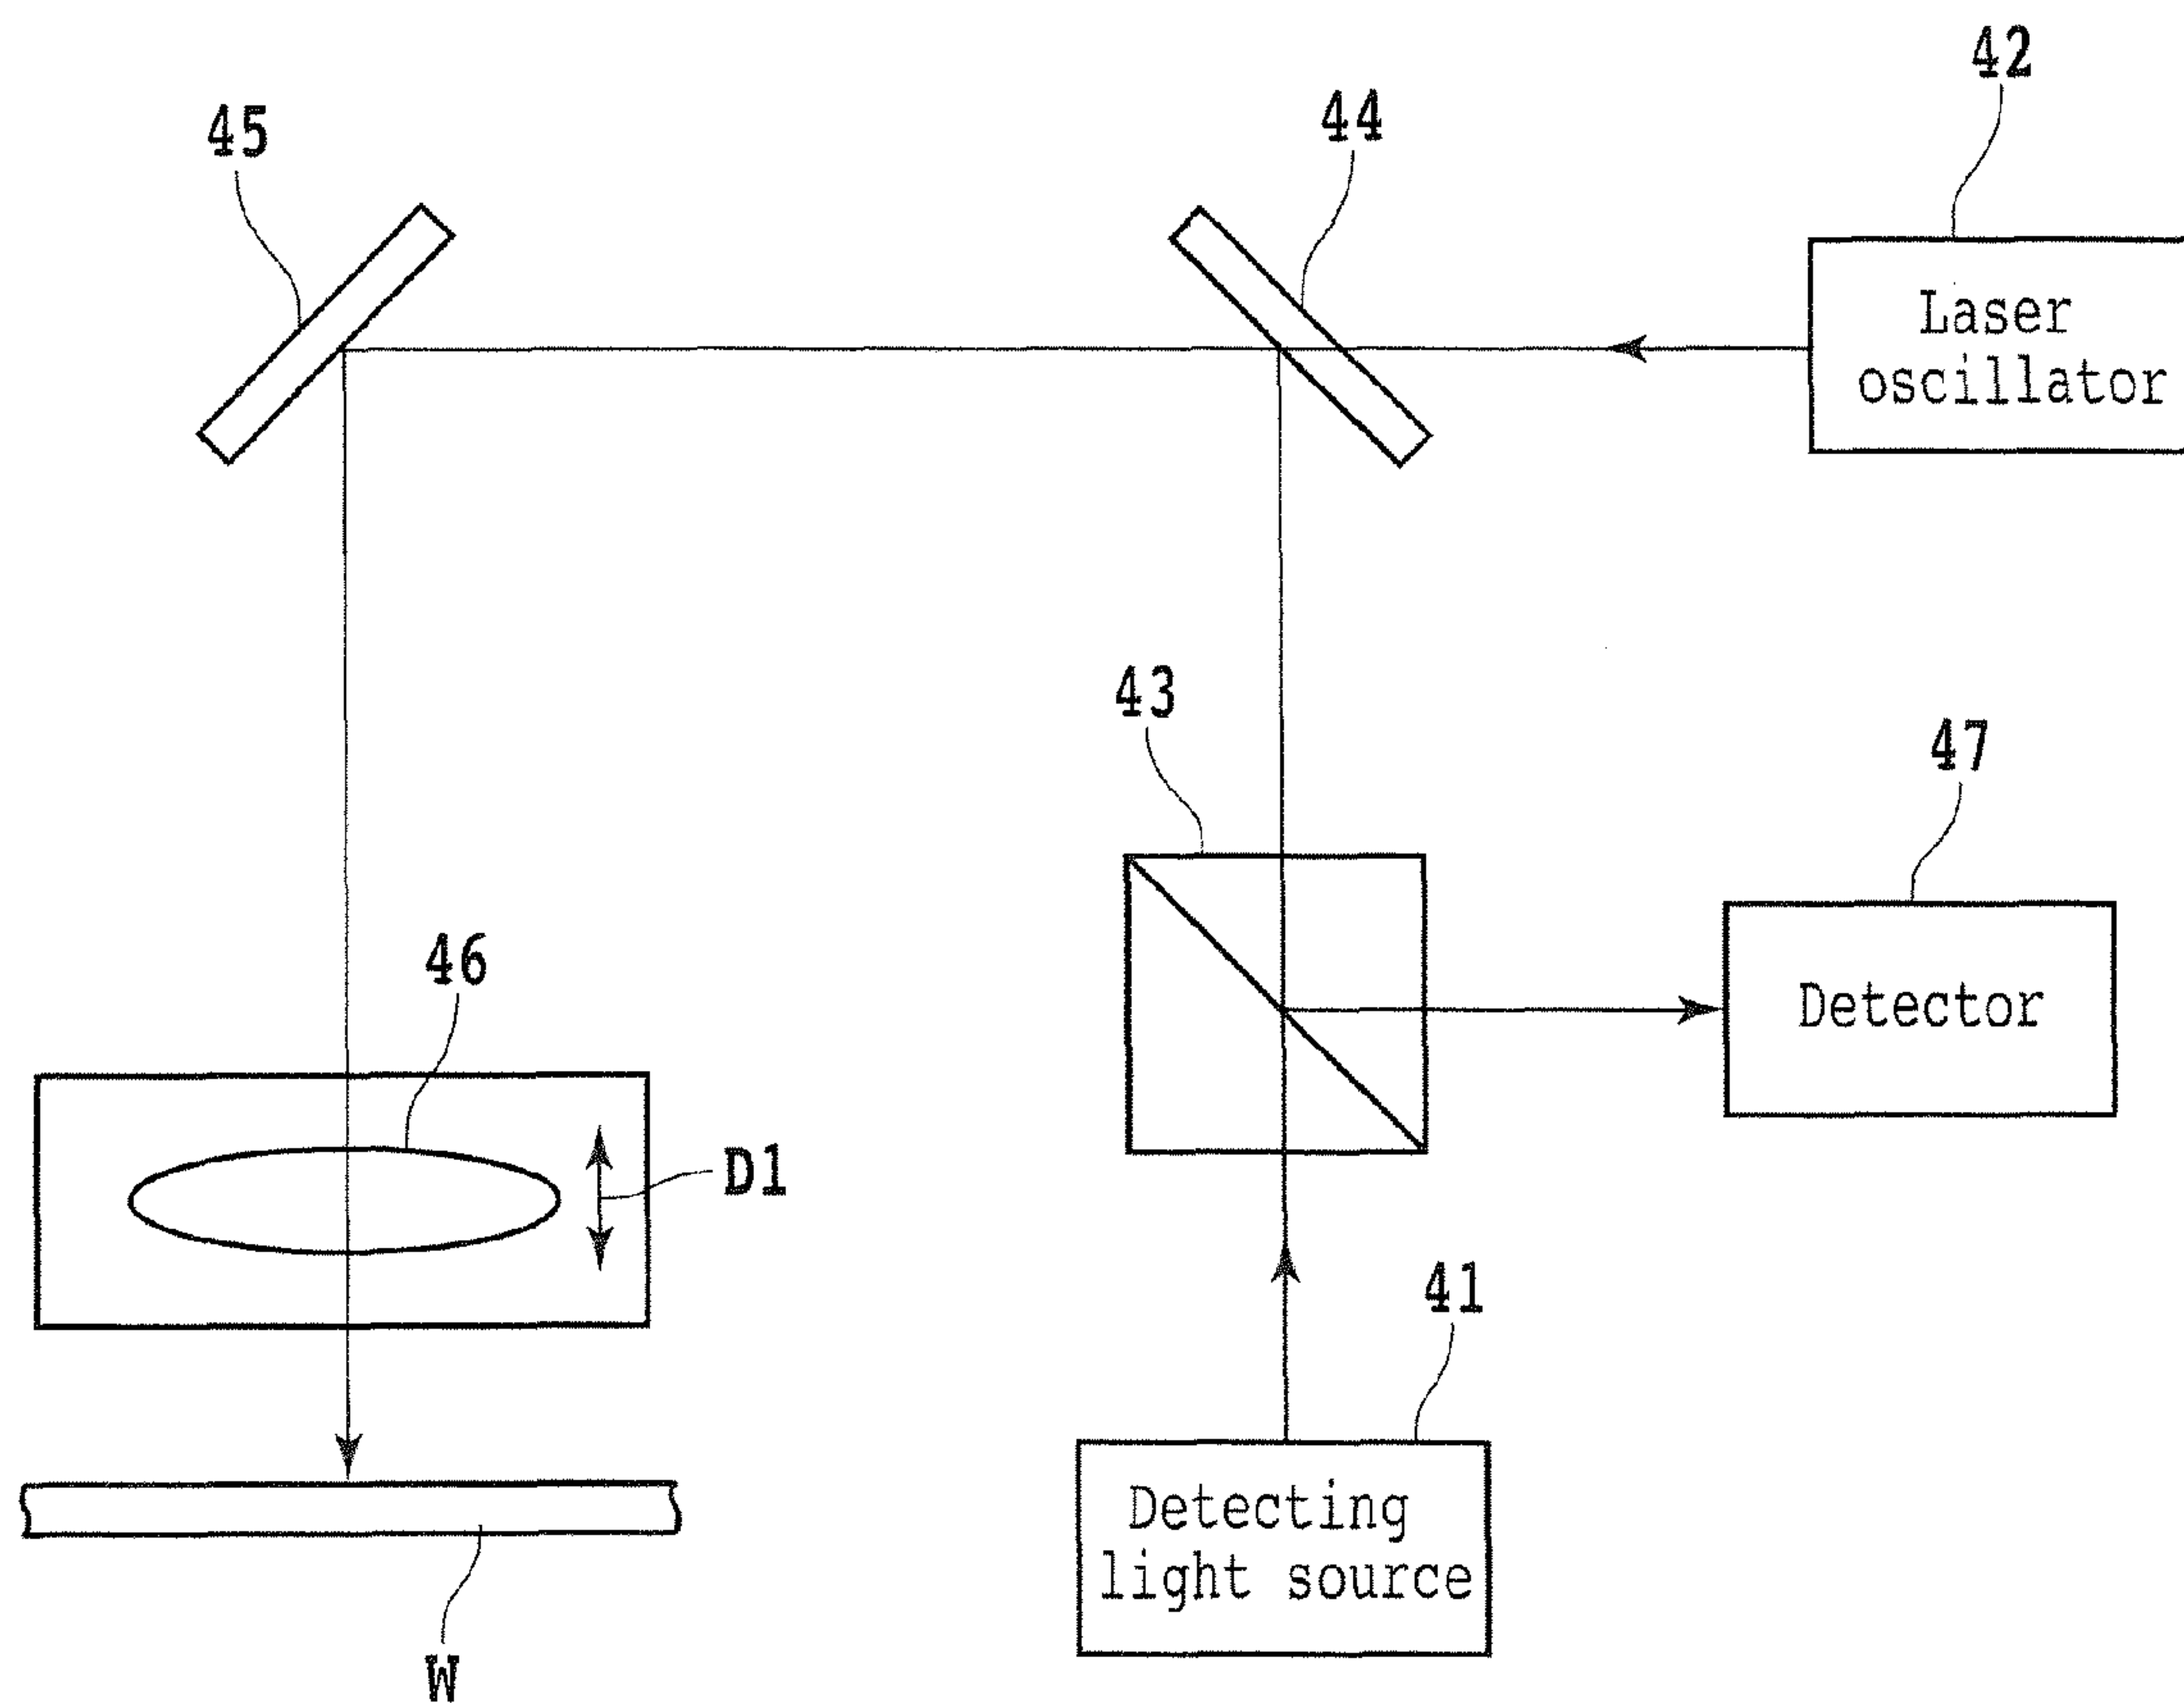 42
44
45
Laser
oscillator
43
47
46
Detector
D1
41
Detecting
light source
W